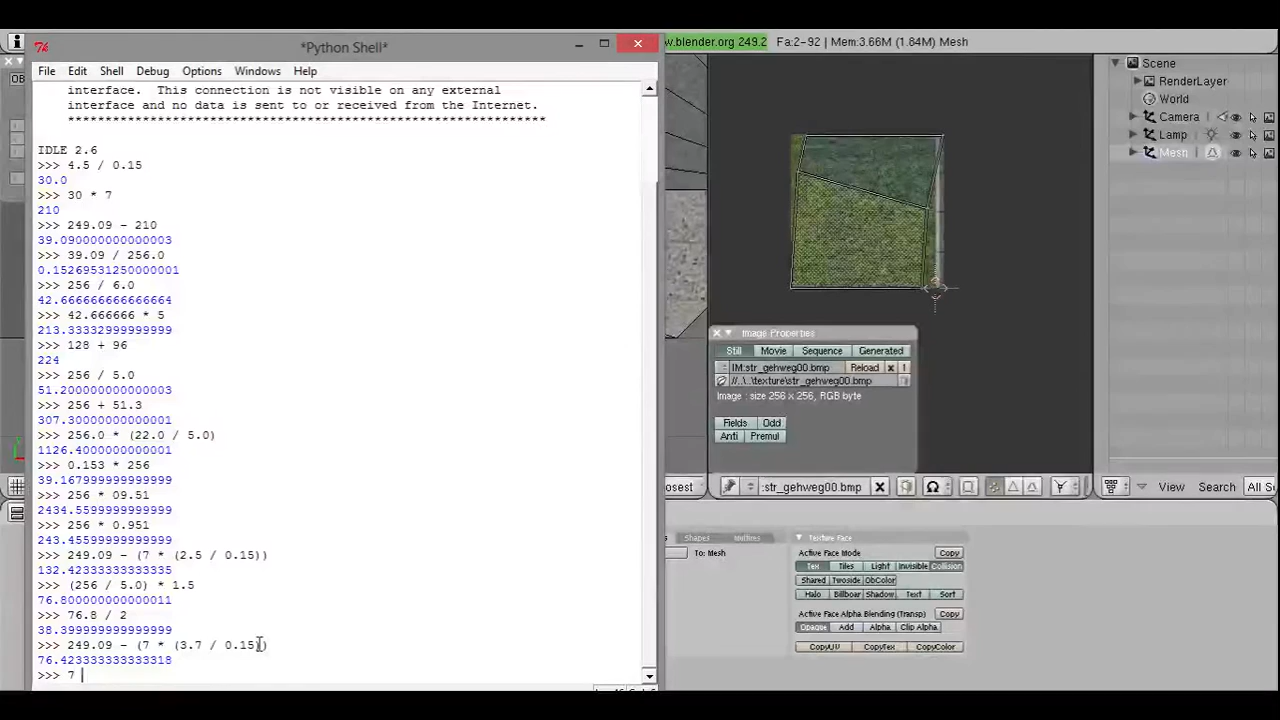 *Python Shell*
w.blender.org 249.2
Fa:2-92 | Mem:3.66M (1.84M) Mesh
File Edit Shell Debug Options Windows Help
interface. This connection is not visible on any external
interface and no data is sent to or received from the Internet.
****************************************************************
IDLE 2.6
>>> 4.5 / 0.15
30.0
>>> 30 * 7
210
>>> 249.09 - 210
39.090000000000003
>>> 39.09 / 256.0
0.15269531250000001
>>> 256 / 6.0
42.666666666666664
>>> 42.666666 * 5
213.33332999999999
>>> 128 + 96
224
>>> 256 / 5.0
51.200000000000003
>>> 256 + 51.3
307.30000000000001
>>> 256.0 * (22.0 / 5.0)
1126.4000000000001
>>> 0.153 * 256
39.167999999999999
>>> 256 * 09.51
2434.5599999999999
>>> 256 * 0.951
243.45599999999999
>>> 249.09 - (7 * (2.5 / 0.15))
132.42333333333335
>>> (256 / 5.0) * 1.5
76.800000000000011
>>> 76.8 / 2
38.399999999999999
>>> 249.09 - (7 * (3.7 / 0.15))
76.423333333333318
>>> 7
Scene
RenderLayer
World
Camera
Lamp
Mesh
Image Properties
Still Movie Sequence Generated
IM:str_gehweg00.bmp Reload
//..\..\texture\str_gehweg00.bmp
Image : size 256 x 256, RGB byte
Fields Odd
Anti Premul
:str_gehweg00.bmp
View Search All S
Shapes
To: Mesh
Texture Face
Active Face Mode Copy
Tex Tiles Light Invisible Collision
Shared Twoside ObColor
Halo Billboard Shadow Text Sort
Active Face Alpha Blending (Transp) Copy
Opaque Add Alpha Clip Alpha
CopyUV CopyTex CopyColor